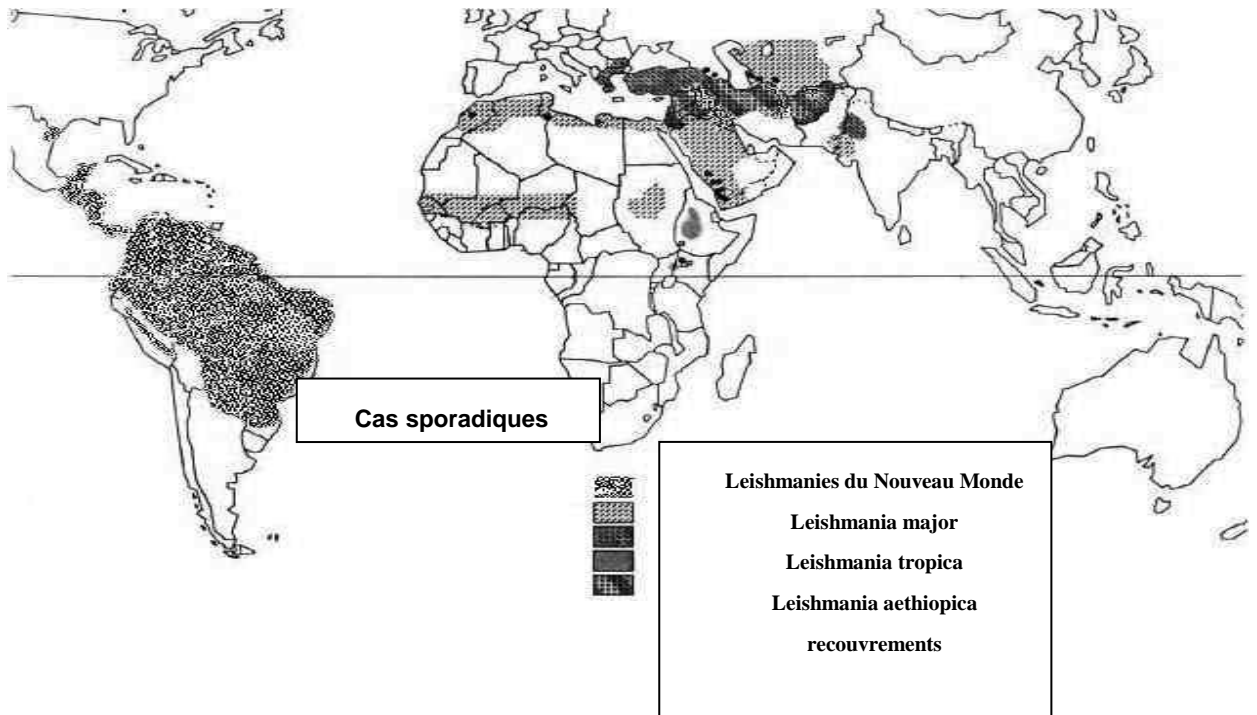 Cas sporadiques
Leishmanies du Nouveau Monde
Leishmania major
Leishmania tropica
Leishmania aethiopica
recouvrements